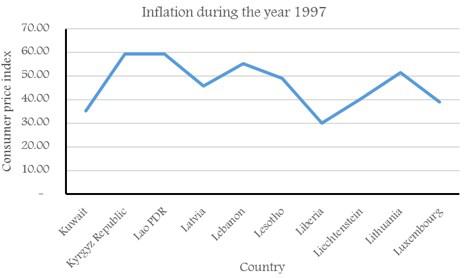 Inflation during the year 1997
Consumer price index
70.00
60.00
50.00
40.00
30.00
20.00
10.00
-
Kuwait
Kyrgyz Republic
Lao PDR
Latvia
Lebanon
Lesotho
Liberia
Liechtenstein
Lithuania
Luxembourg
Country